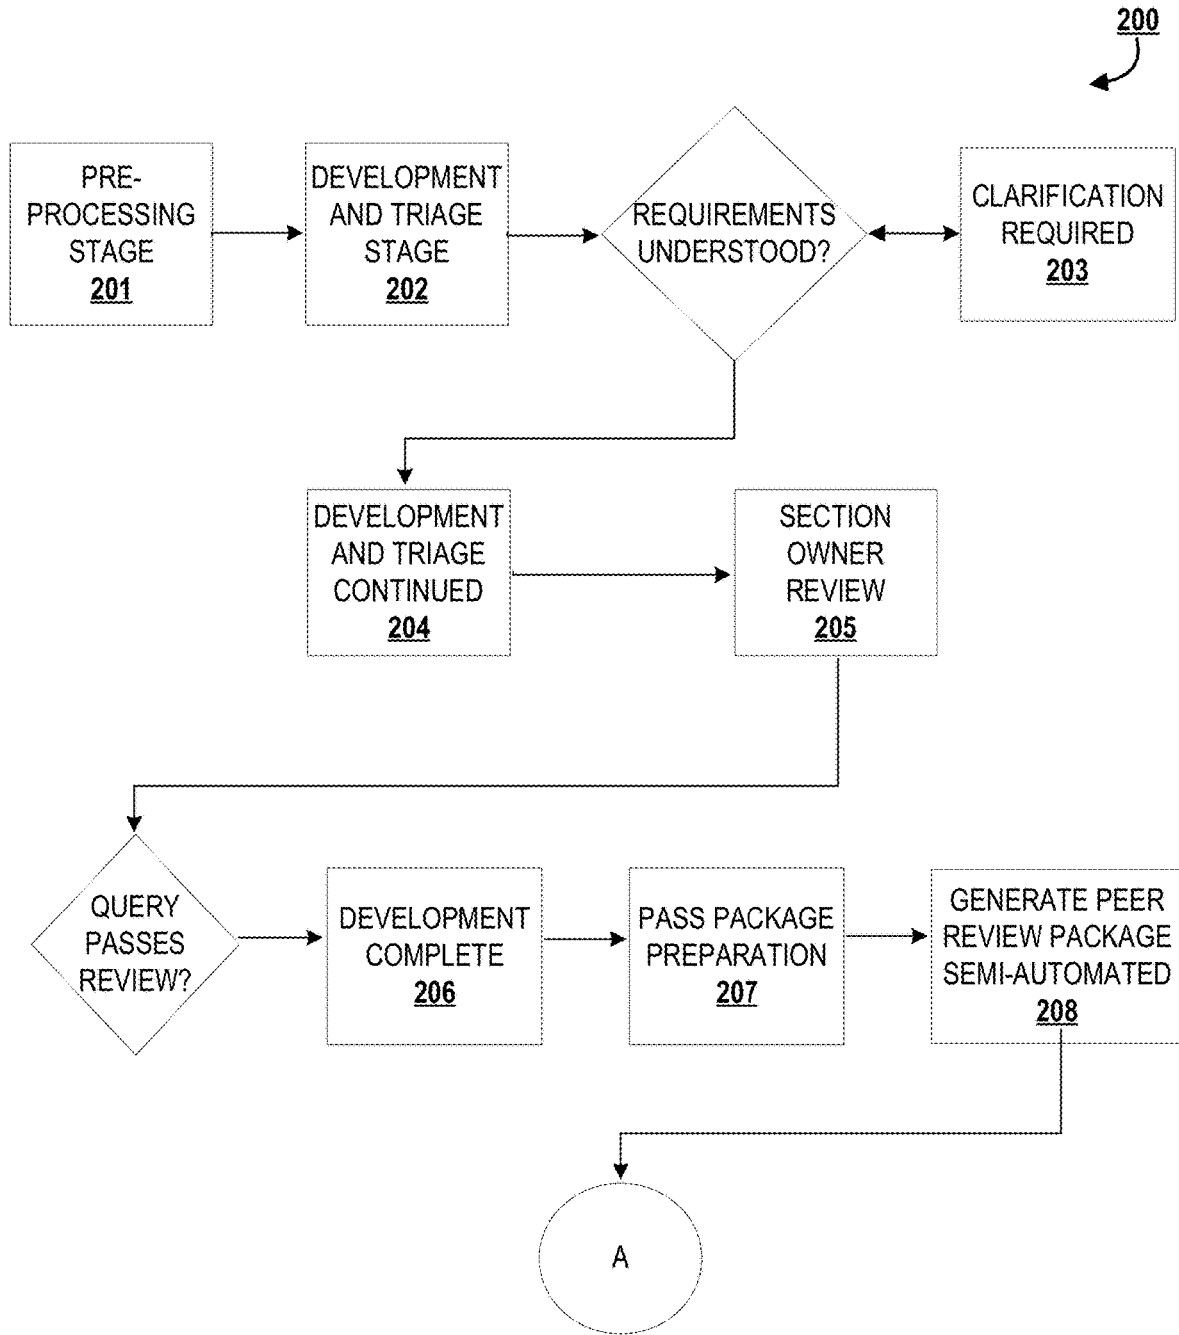 200
PRE-
PROCESSING
STAGE
201
DEVELOPMENT
AND TRIAGE
STAGE
202
REQUIREMENTS
UNDERSTOOD?
CLARIFICATION
REQUIRED
203
DEVELOPMENT
AND TRIAGE
CONTINUED
204
SECTION
OWNER
REVIEW
205
QUERY
PASSES
REVIEW?
DEVELOPMENT
COMPLETE
206
PASS PACKAGE
PREPARATION
207
GENERATE PEER
REVIEW PACKAGE
SEMI-AUTOMATED
208
A